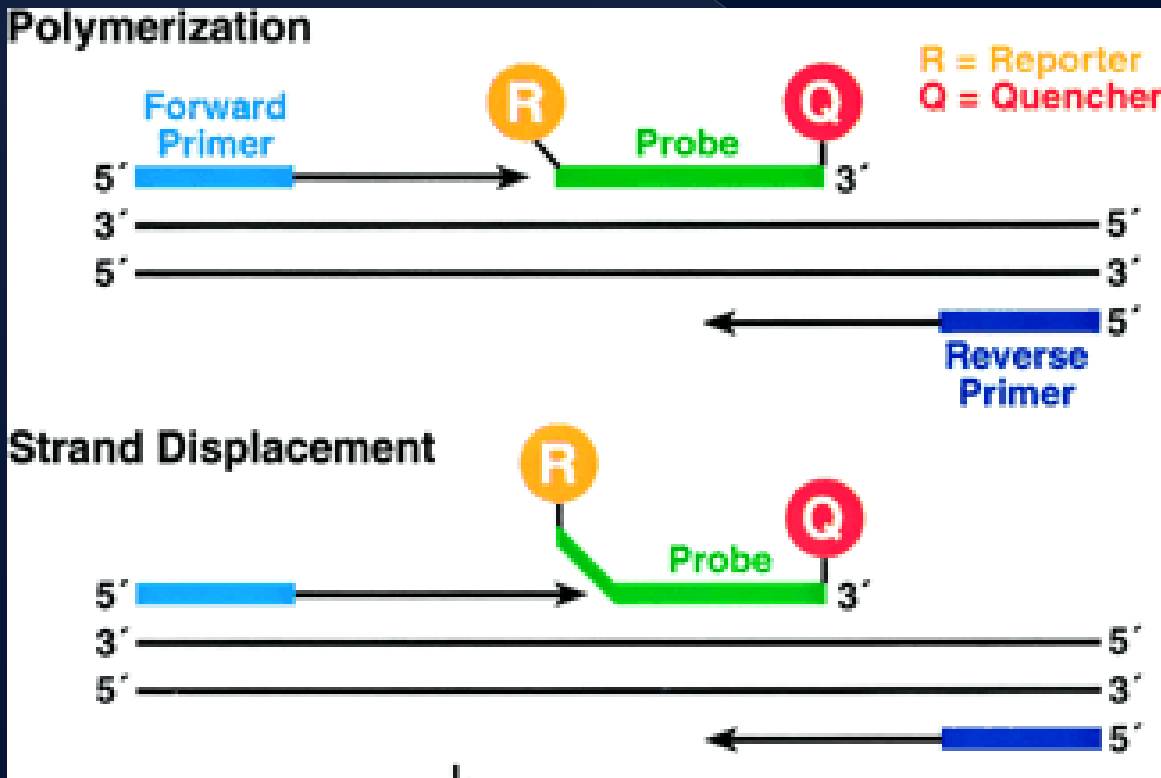 Polymerization
R = Reporter
Q = Quencher
Forward
Primer
R
Q
Probe
5´
3´
3´
5´
5´
3´
5´
Reverse
Primer
Strand Displacement
R
Q
Probe
5´
3´
3´
5´
5´
3´
5´